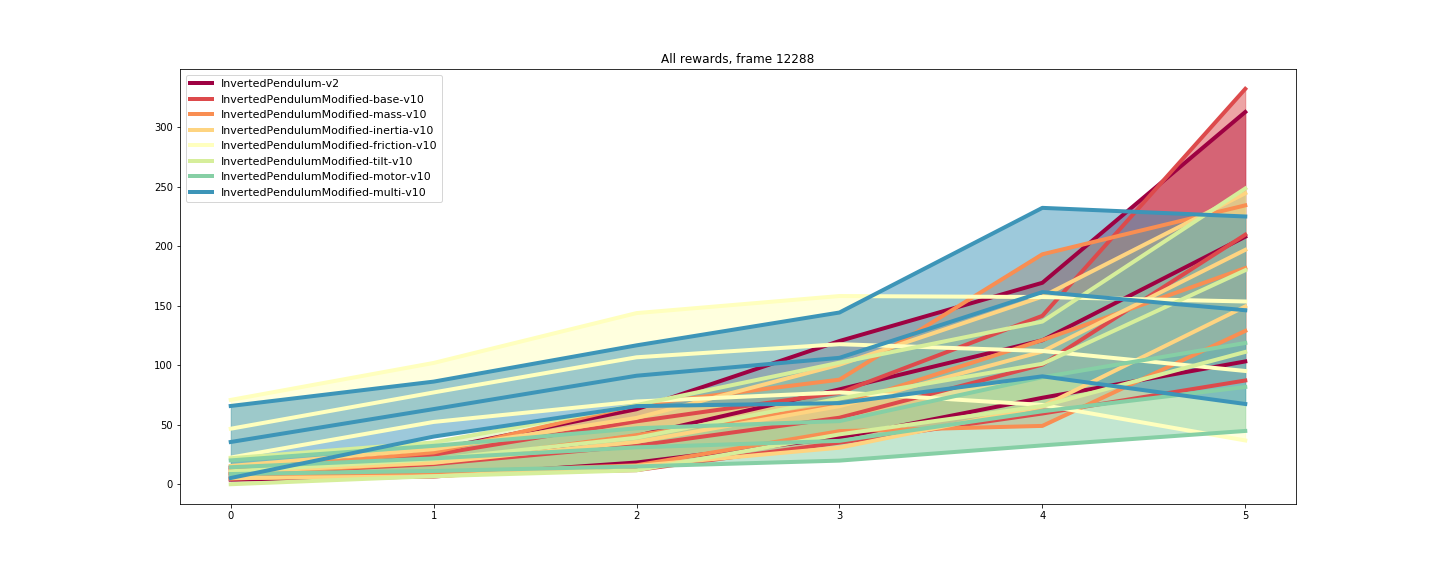 All rewards, frame 12288
InvertedPendulum-v2
InvertedPendulumModified-base-v10
InvertedPendulumModified-mass-v10
InvertedPendulumModified-inertia-v10
InvertedPendulumModified-friction-v10
InvertedPendulumModified-tilt-v10
InvertedPendulumModified-motor-v10
InvertedPendulumModified-multi-v10
300
250
200
150
100
50
0
0 1 2 3 4 5